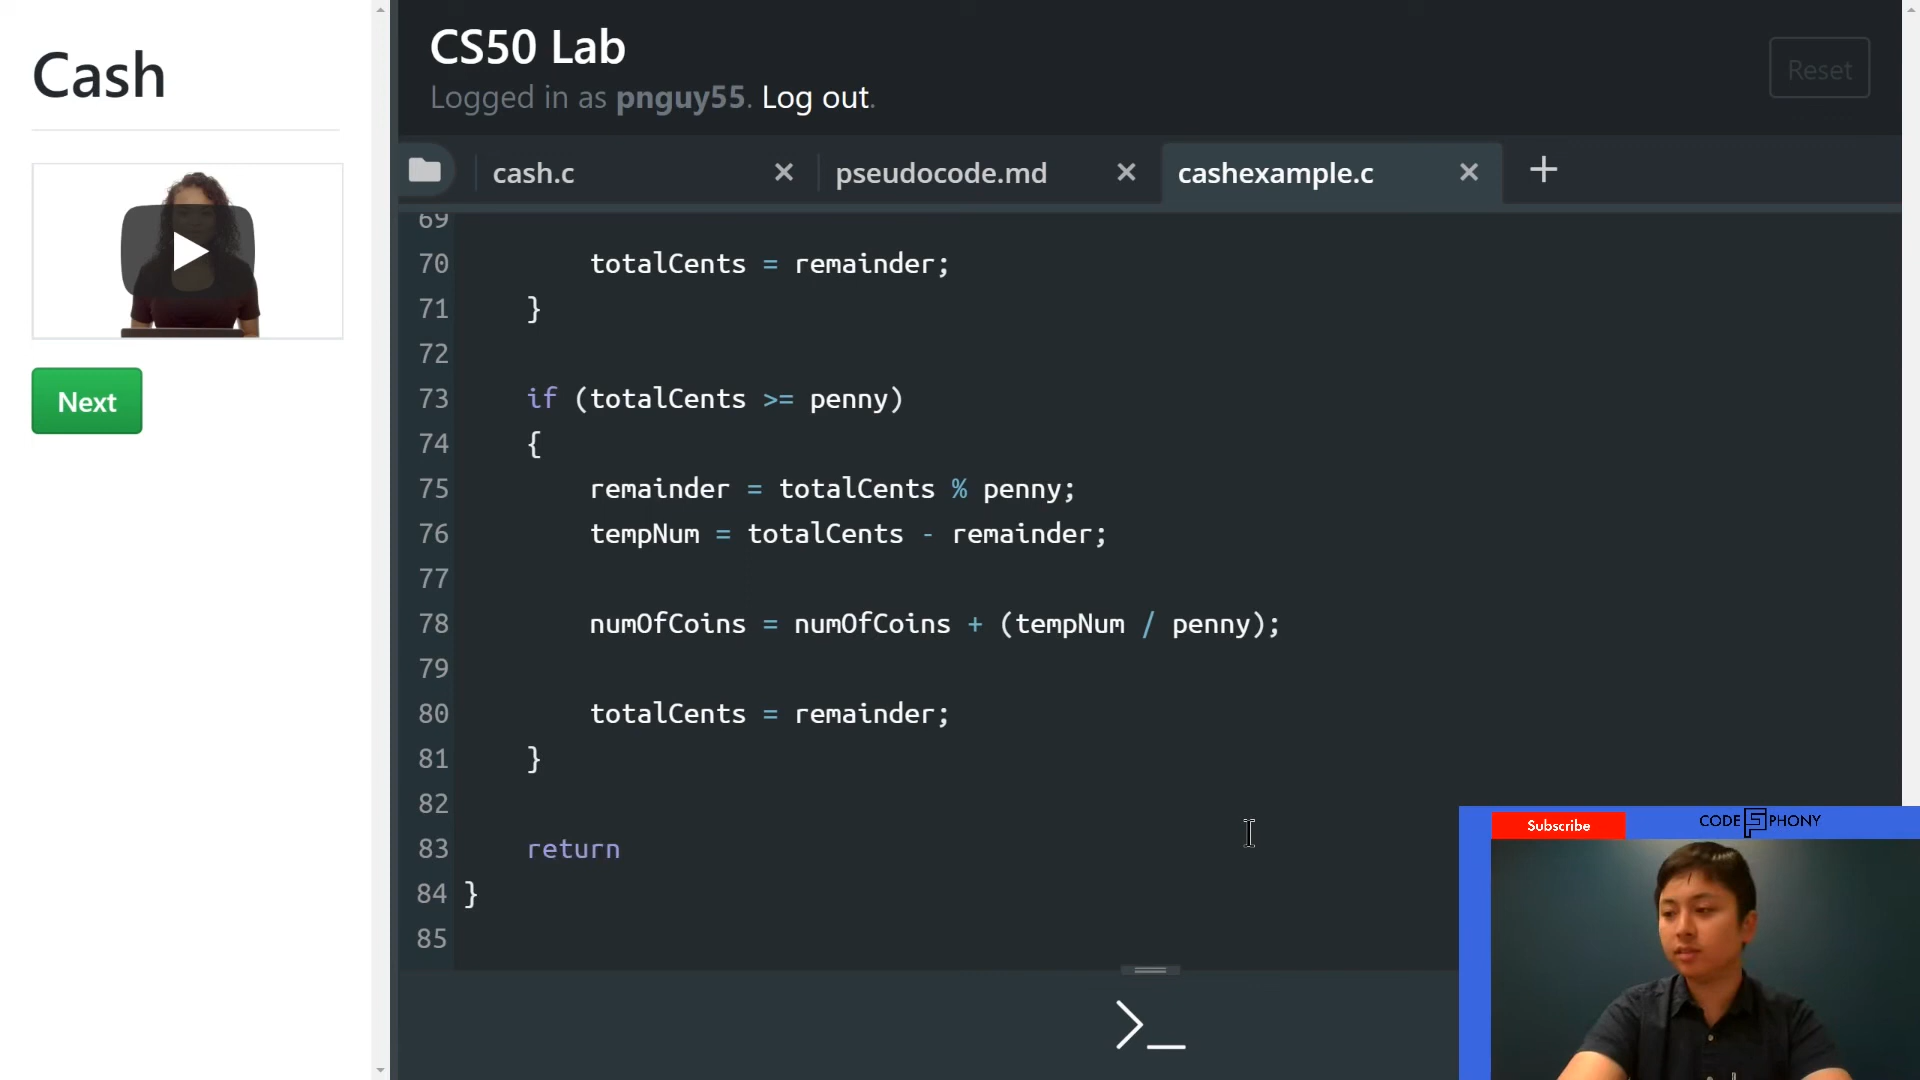 Cash
Next
CS50 Lab
Logged in as pnguy55. Log out.
Reset
cash.c
pseudocode.md
cashexample.c
69
70 totalCents = remainder;
71 }
72
73 if (totalCents >= penny)
74 {
75 remainder = totalCents % penny;
76 tempNum = totalCents - remainder;
77
78 numOfCoins = numOfCoins + (tempNum / penny);
79
80 totalCents = remainder;
81 }
82
83 return
84 }
85
>_
Subscribe
CODE PHONY